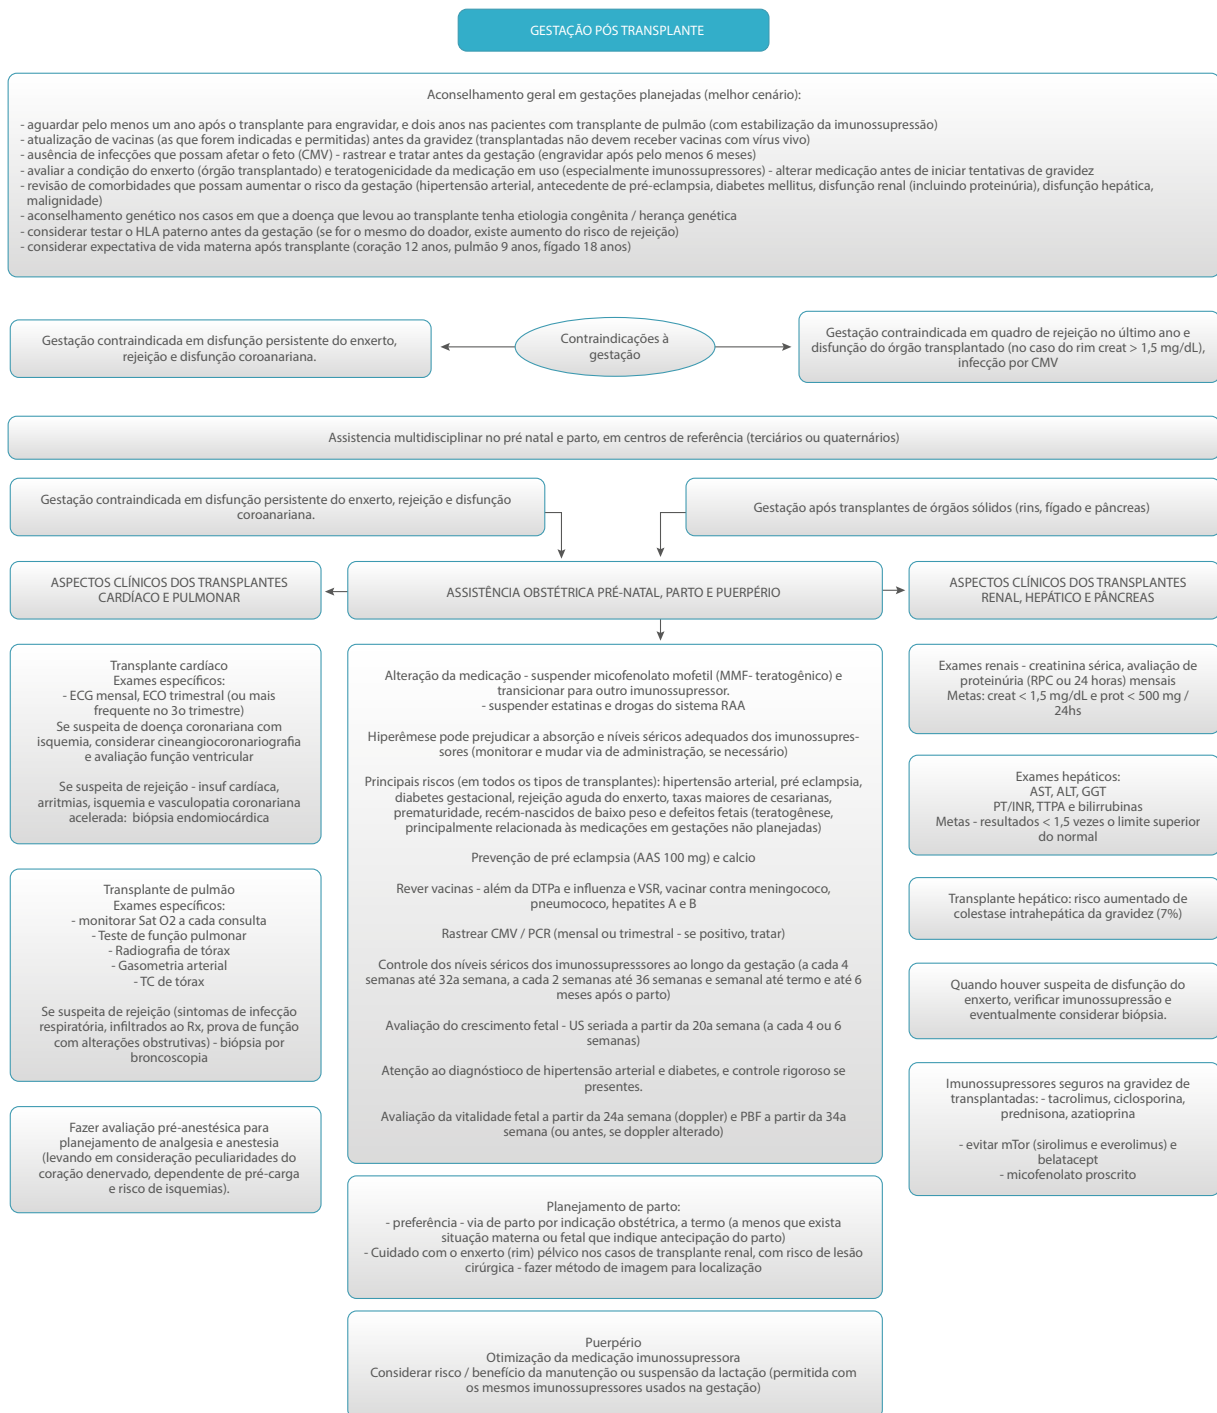 GESTAÇÃO PÓS TRANSPLANTE
Aconselhamento geral em gestações planejadas (melhor cenário):
- aguardar pelo menos um ano após o transplante para engravidar, e dois anos nas pacientes com transplante de pulmão (com estabilização da imunossupressão)
- atualização de vacinas (as que forem indicadas e permitidas) antes da gravidez (transplantadas não devem receber vacinas com vírus vivo)
- ausência de infecções que possam afetar o feto (CMV) - rastrear e tratar antes da gestação (engravidar após pelo menos 6 meses)
- avaliar a condição do enxerto (órgão transplantado) e teratogenicidade da medicação em uso (especialmente imunossupressores) - alterar medicação antes de iniciar tentativas de gravidez
- revisão de comorbidades que possam aumentar o risco da gestação (hipertensão arterial, antecedente de pré-eclampsia, diabetes mellitus, disfunção renal (incluindo proteinúria), disfunção hepática,
malignidade)
- aconselhamento genético nos casos em que a doença que levou ao transplante tenha etiologia congênita / herança genética
- considerar testar o HLA paterno antes da gestação (se for o mesmo do doador, existe aumento do risco de rejeição)
- considerar expectativa de vida materna após transplante (coração 12 anos, pulmão 9 anos, fígado 18 anos)
Gestação contraindicada em disfunção persistente do enxerto,
rejeição e disfunção coroanariana.
Contraindicações à
gestação
Gestação contraindicada em quadro de rejeição no último ano e
disfunção do órgão transplantado (no caso do rim creat > 1,5 mg/dL),
infecção por CMV
Assistencia multidisciplinar no pré natal e parto, em centros de referência (terciários ou quaternários)
Gestação contraindicada em disfunção persistente do enxerto, rejeição e disfunção
coroanariana.
Gestação após transplantes de órgãos sólidos (rins, fígado e pâncreas)
ASPECTOS CLÍNICOS DOS TRANSPLANTES
CARDÍACO E PULMONAR
ASSISTÊNCIA OBSTÉTRICA PRÉ-NATAL, PARTO E PUERPÉRIO
ASPECTOS CLÍNICOS DOS TRANSPLANTES
RENAL, HEPÁTICO E PÂNCREAS
Transplante cardíaco
Exames específicos:
- ECG mensal, ECO trimestral (ou mais
frequente no 3o trimestre)
Se suspeita de doença coronariana com
isquemia, considerar cineangiocoronariografia
e avaliação função ventricular
Se suspeita de rejeição - insuf cardíaca,
arritmias, isquemia e vasculopatia coronariana
acelerada: biópsia endomiocárdica
Transplante de pulmão
Exames específicos:
- monitorar Sat O2 a cada consulta
- Teste de função pulmonar
- Radiografia de tórax
- Gasometria arterial
- TC de tórax
Se suspeita de rejeição (sintomas de infecção
respiratória, infiltrados ao Rx, prova de função
com alterações obstrutivas) - biópsia por
broncoscopia
Fazer avaliação pré-anestésica para
planejamento de analgesia e anestesia
(levando em consideração peculiaridades do
coração denervado, dependente de pré-carga
e risco de isquemias).
Alteração da medicação - suspender micofenolato mofetil (MMF- teratogênico) e
transicionar para outro imunossupressor.
- suspender estatinas e drogas do sistema RAA
Hiperêmese pode prejudicar a absorção e níveis séricos adequados dos imunossupres-
sores (monitorar e mudar via de administração, se necessário)
Principais riscos (em todos os tipos de transplantes): hipertensão arterial, pré eclampsia,
diabetes gestacional, rejeição aguda do enxerto, taxas maiores de cesarianas,
prematuridade, recém-nascidos de baixo peso e defeitos fetais (teratogênese,
principalmente relacionada às medicações em gestações não planejadas)
Prevenção de pré eclampsia (AAS 100 mg) e calcio
Rever vacinas - além da DTPa e influenza e VSR, vacinar contra meningococo,
pneumococo, hepatites A e B
Rastrear CMV / PCR (mensal ou trimestral - se positivo, tratar)
Controle dos níveis séricos dos imunossupresssores ao longo da gestação (a cada 4
semanas até 32a semana, a cada 2 semanas até 36 semanas e semanal até termo e até 6
meses após o parto)
Avaliação do crescimento fetal - US seriada a partir da 20a semana (a cada 4 ou 6
semanas)
Atenção ao diagnóstioco de hipertensão arterial e diabetes, e controle rigoroso se
presentes.
Avaliação da vitalidade fetal a partir da 24a semana (doppler) e PBF a partir da 34a
semana (ou antes, se doppler alterado)
Planejamento de parto:
- preferência - via de parto por indicação obstétrica, a termo (a menos que exista
situação materna ou fetal que indique antecipação do parto)
- Cuidado com o enxerto (rim) pélvico nos casos de transplante renal, com risco de lesão
cirúrgica - fazer método de imagem para localização
Puerpério
Otimização da medicação imunossupressora
Considerar risco / benefício da manutenção ou suspensão da lactação (permitida com
os mesmos imunossupressores usados na gestação)
Exames renais - creatinina sérica, avaliação de
proteinúria (RPC ou 24 horas) mensais
Metas: creat < 1,5 mg/dL e prot < 500 mg /
24hs
Exames hepáticos:
AST, ALT, GGT
PT/INR, TTPA e bilirrubinas
Metas - resultados < 1,5 vezes o limite superior
do normal
Transplante hepático: risco aumentado de
colestase intrahepática da gravidez (7%)
Quando houver suspeita de disfunção do
enxerto, verificar imunossupressão e
eventualmente considerar biópsia.
Imunossupressores seguros na gravidez de
transplantadas: - tacrolimus, ciclosporina,
prednisona, azatioprina
- evitar mTor (sirolimus e everolimus) e
belatacept
- micofenolato proscrito